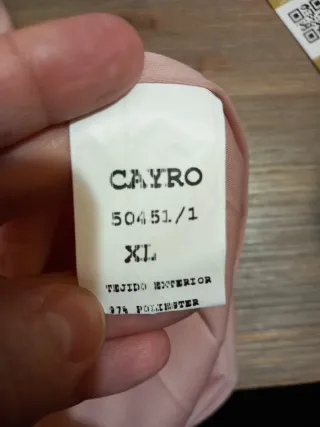 CAYRO
50451/1
XL
TEJIDO EXTERIOR
97% POLIESTER